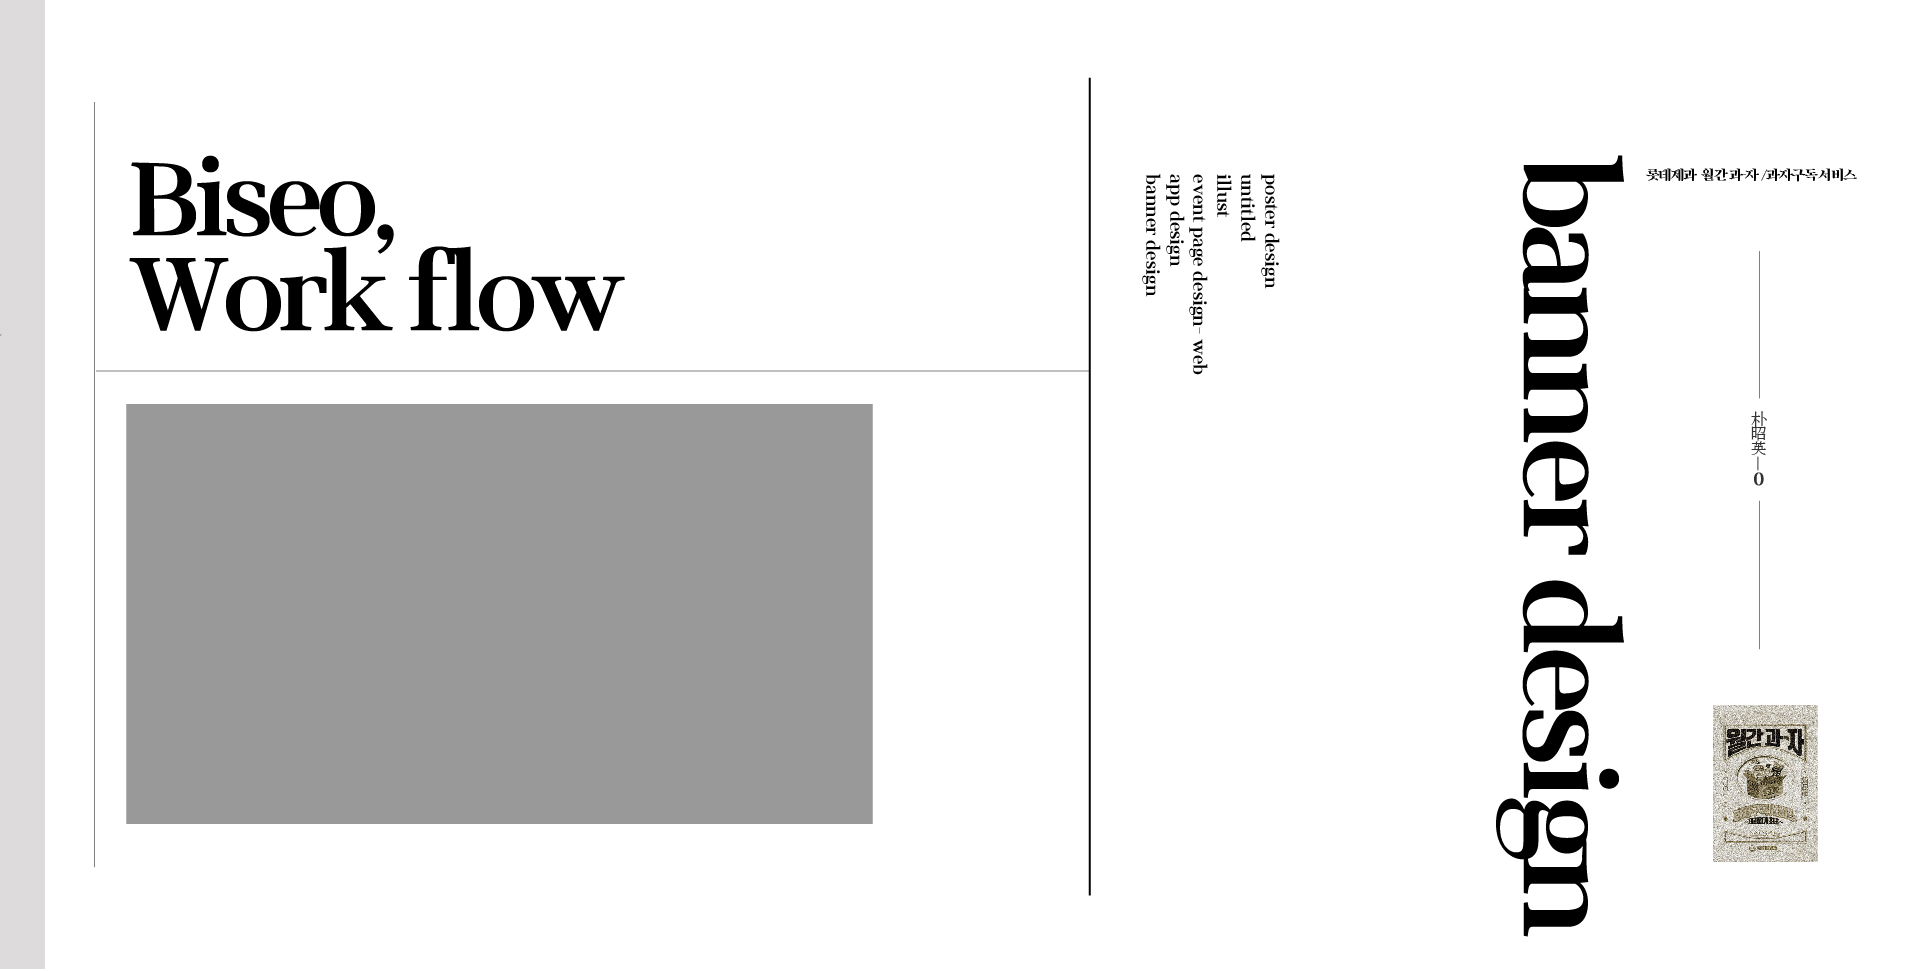 Biseo,
Work flow
poster design
untitled
illust
event page design- web
app design
banner design
banner design
롯데제과 월간 과·자 /과자구독 서비스
朴昭英
0
월간 과·자